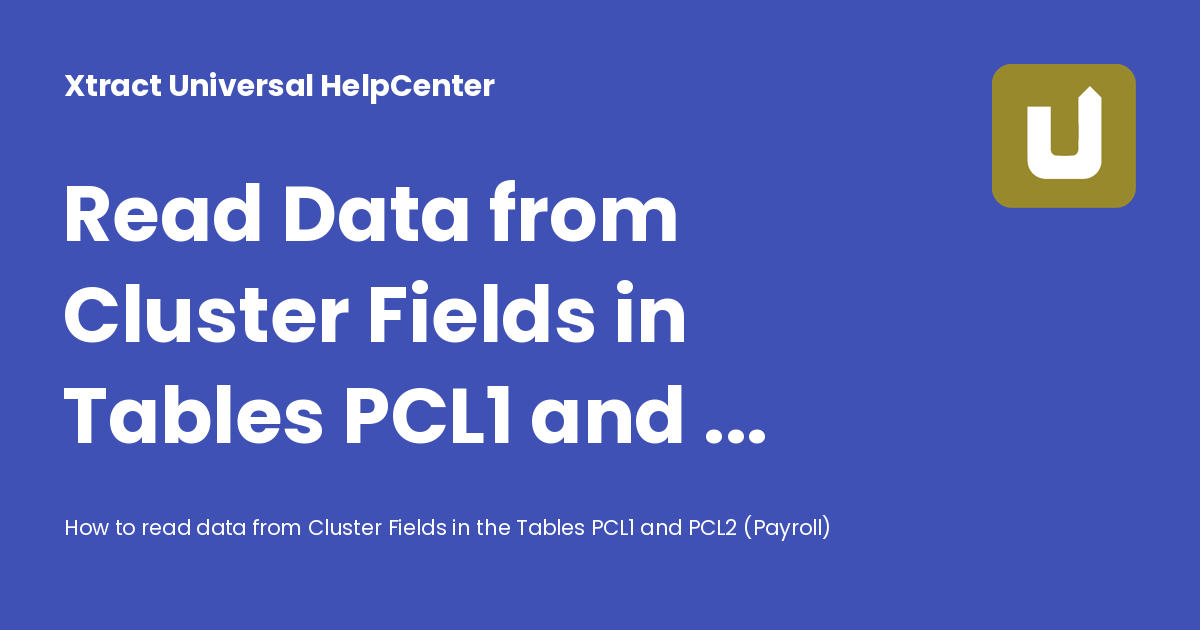 Xtract Universal HelpCenter
Read Data from
Cluster Fields in
Tables PCL1 and ...
How to read data from Cluster Fields in the Tables PCL1 and PCL2 (Payroll)